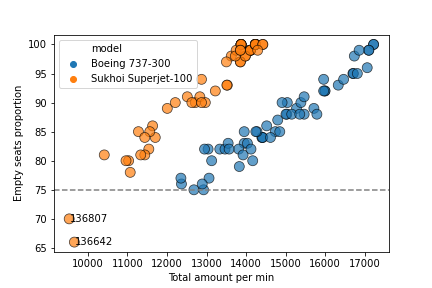 100
95
90
85
80
75
70
65
Empty seats proportion
model
Boeing 737-300
Sukhoi Superjet-100
136807
136642
10000 11000 12000 13000 14000 15000 16000 17000
Total amount per min